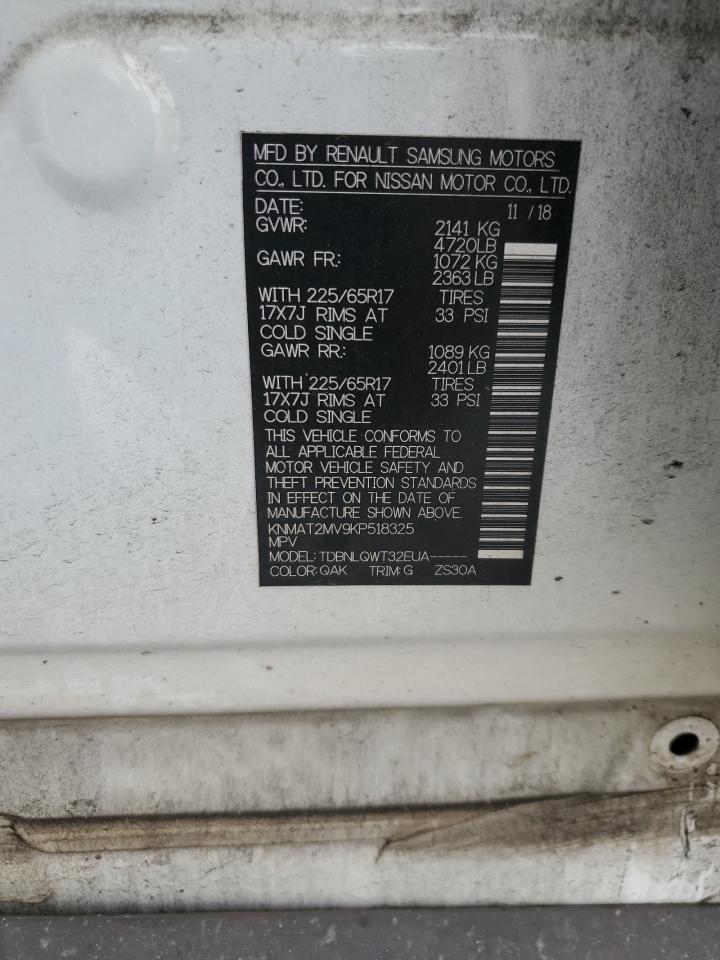 MFD BY RENAULT SAMSUNG MOTORS
CO., LTD. FOR NISSAN MOTOR CO., LTD.
DATE: 11 /18
GVWR: 2141 KG
4720LB
GAWR FR.: 1072 KG
2363 LB
WITH 225/65R17 TIRES
17X7J RIMS AT 33 PSI
COLD SINGLE
GAWR RR.: 1089 KG
2401 LB
WITH 225/65R17 TIRES
17X7J RIMS AT 33 PSI
COLD SINGLE
THIS VEHICLE CONFORMS TO
ALL APPLICABLE FEDERAL
MOTOR VEHICLE SAFETY AND
THEFT PREVENTION STANDARDS
IN EFFECT ON THE DATE OF
MANUFACTURE SHOWN ABOVE.
KNMAT2MV9KP518325
MPV
MODEL: TDBNLQWT32EUA-----
COLOR: QAK TRIM: G ZS30A